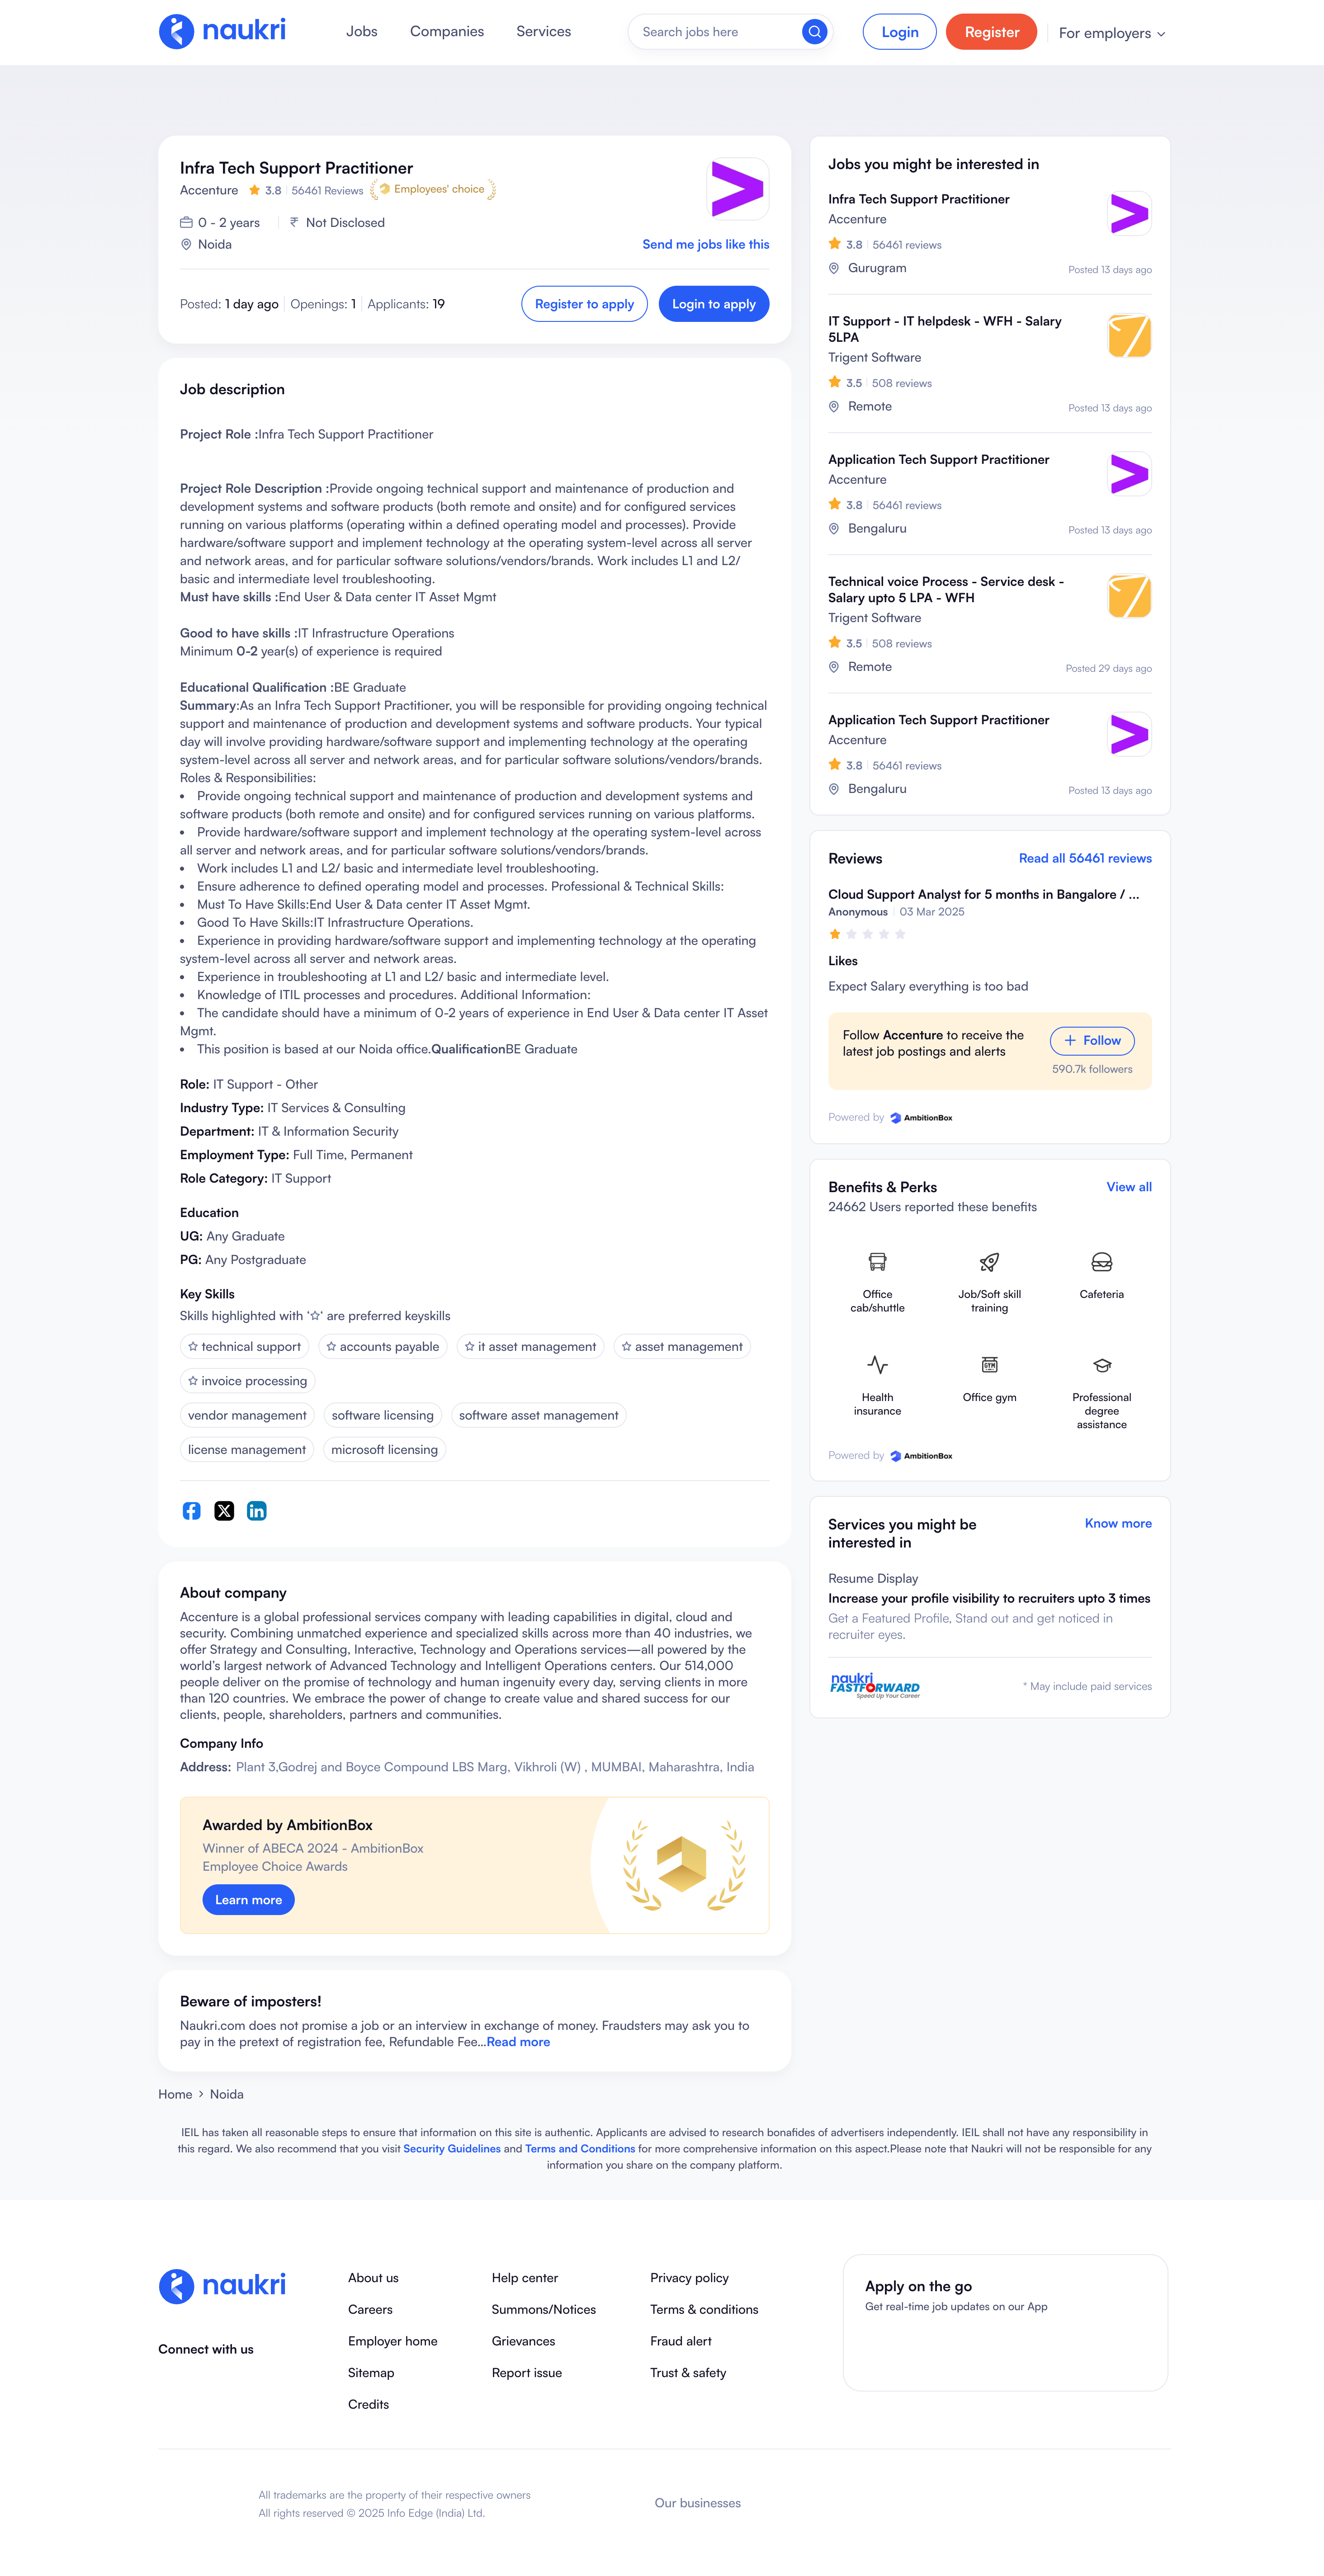 naukri
Jobs
Companies
Services
Search jobs here
Login
Register
For employers
Infra Tech Support Practitioner
Accenture 3.8 56461 Reviews Employees' choice
0 - 2 years ₹ Not Disclosed
Noida
Send me jobs like this
Posted: 1 day ago Openings: 1 Applicants: 19
Register to apply
Login to apply
Job description
Project Role :Infra Tech Support Practitioner
Project Role Description :Provide ongoing technical support and maintenance of production and
development systems and software products (both remote and onsite) and for configured services
running on various platforms (operating within a defined operating model and processes). Provide
hardware/software support and implement technology at the operating system-level across all server
and network areas, and for particular software solutions/vendors/brands. Work includes L1 and L2/
basic and intermediate level troubleshooting.
Must have skills :End User & Data center IT Asset Mgmt
Good to have skills :IT Infrastructure Operations
Minimum 0-2 year(s) of experience is required
Educational Qualification :BE Graduate
Summary:As an Infra Tech Support Practitioner, you will be responsible for providing ongoing technical
support and maintenance of production and development systems and software products. Your typical
day will involve providing hardware/software support and implementing technology at the operating
system-level across all server and network areas, and for particular software solutions/vendors/brands.
Roles & Responsibilities:
• Provide ongoing technical support and maintenance of production and development systems and
software products (both remote and onsite) and for configured services running on various platforms.
• Provide hardware/software support and implement technology at the operating system-level across
all server and network areas, and for particular software solutions/vendors/brands.
• Work includes L1 and L2/ basic and intermediate level troubleshooting.
• Ensure adherence to defined operating model and processes. Professional & Technical Skills:
• Must To Have Skills:End User & Data center IT Asset Mgmt.
• Good To Have Skills:IT Infrastructure Operations.
• Experience in providing hardware/software support and implementing technology at the operating
system-level across all server and network areas.
• Experience in troubleshooting at L1 and L2/ basic and intermediate level.
• Knowledge of ITIL processes and procedures. Additional Information:
• The candidate should have a minimum of 0-2 years of experience in End User & Data center IT Asset
Mgmt.
• This position is based at our Noida office.QualificationBE Graduate
Role: IT Support - Other
Industry Type: IT Services & Consulting
Department: IT & Information Security
Employment Type: Full Time, Permanent
Role Category: IT Support
Education
UG: Any Graduate
PG: Any Postgraduate
Key Skills
Skills highlighted with '☆' are preferred keyskills
☆ technical support ☆ accounts payable ☆ it asset management ☆ asset management
☆ invoice processing
vendor management software licensing software asset management
license management microsoft licensing
About company
Accenture is a global professional services company with leading capabilities in digital, cloud and
security. Combining unmatched experience and specialized skills across more than 40 industries, we
offer Strategy and Consulting, Interactive, Technology and Operations services—all powered by the
world's largest network of Advanced Technology and Intelligent Operations centers. Our 514,000
people deliver on the promise of technology and human ingenuity every day, serving clients in more
than 120 countries. We embrace the power of change to create value and shared success for our
clients, people, shareholders, partners and communities.
Company Info
Address: Plant 3,Godrej and Boyce Compound LBS Marg, Vikhroli (W) , MUMBAI, Maharashtra, India
Awarded by AmbitionBox
Winner of ABECA 2024 - AmbitionBox
Employee Choice Awards
Learn more
Beware of imposters!
Naukri.com does not promise a job or an interview in exchange of money. Fraudsters may ask you to
pay in the pretext of registration fee, Refundable Fee...Read more
Jobs you might be interested in
Infra Tech Support Practitioner
Accenture
3.8 56461 reviews
Gurugram Posted 13 days ago
IT Support - IT helpdesk - WFH - Salary
5LPA
Trigent Software
3.5 508 reviews
Remote Posted 13 days ago
Application Tech Support Practitioner
Accenture
3.8 56461 reviews
Bengaluru Posted 13 days ago
Technical voice Process - Service desk -
Salary upto 5 LPA - WFH
Trigent Software
3.5 508 reviews
Remote Posted 29 days ago
Application Tech Support Practitioner
Accenture
3.8 56461 reviews
Bengaluru Posted 13 days ago
Reviews Read all 56461 reviews
Cloud Support Analyst for 5 months in Bangalore / ...
Anonymous 03 Mar 2025
Likes
Expect Salary everything is too bad
Follow Accenture to receive the
latest job postings and alerts
+ Follow
590.7k followers
Powered by AmbitionBox
Benefits & Perks View all
24662 Users reported these benefits
Office
cab/shuttle
Job/Soft skill
training
Cafeteria
Health
insurance
GYM
Office gym
Professional
degree
assistance
Powered by AmbitionBox
Services you might be
interested in
Know more
Resume Display
Increase your profile visibility to recruiters upto 3 times
Get a Featured Profile, Stand out and get noticed in
recruiter eyes.
naukri
FASTFORWARD
Speed Up Your Career
* May include paid services
Home > Noida
IEIL has taken all reasonable steps to ensure that information on this site is authentic. Applicants are advised to research bonafides of advertisers independently. IEIL shall not have any responsibility in
this regard. We also recommend that you visit Security Guidelines and Terms and Conditions for more comprehensive information on this aspect.Please note that Naukri will not be responsible for any
information you share on the company platform.
naukri
Connect with us
About us
Careers
Employer home
Sitemap
Credits
Help center
Summons/Notices
Grievances
Report issue
Privacy policy
Terms & conditions
Fraud alert
Trust & safety
Apply on the go
Get real-time job updates on our App
All trademarks are the property of their respective owners
All rights reserved © 2025 Info Edge (India) Ltd.
Our businesses